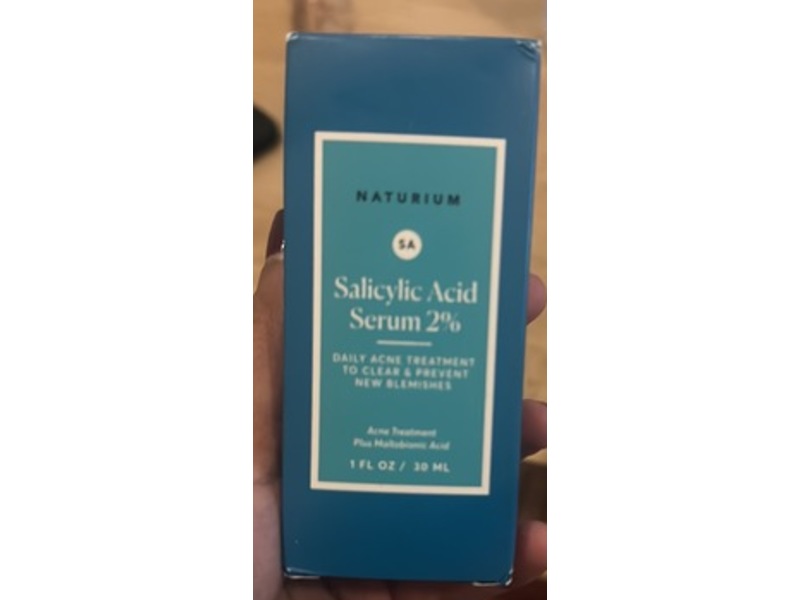 NATURIUM
SA
Salicylic Acid
Serum 2%
DAILY ACNE TREATMENT
TO CLEAR & PREVENT
NEW BLEMISHES
Acne Treatment
Plus Maltobionic Acid
1 FL OZ / 30 ML